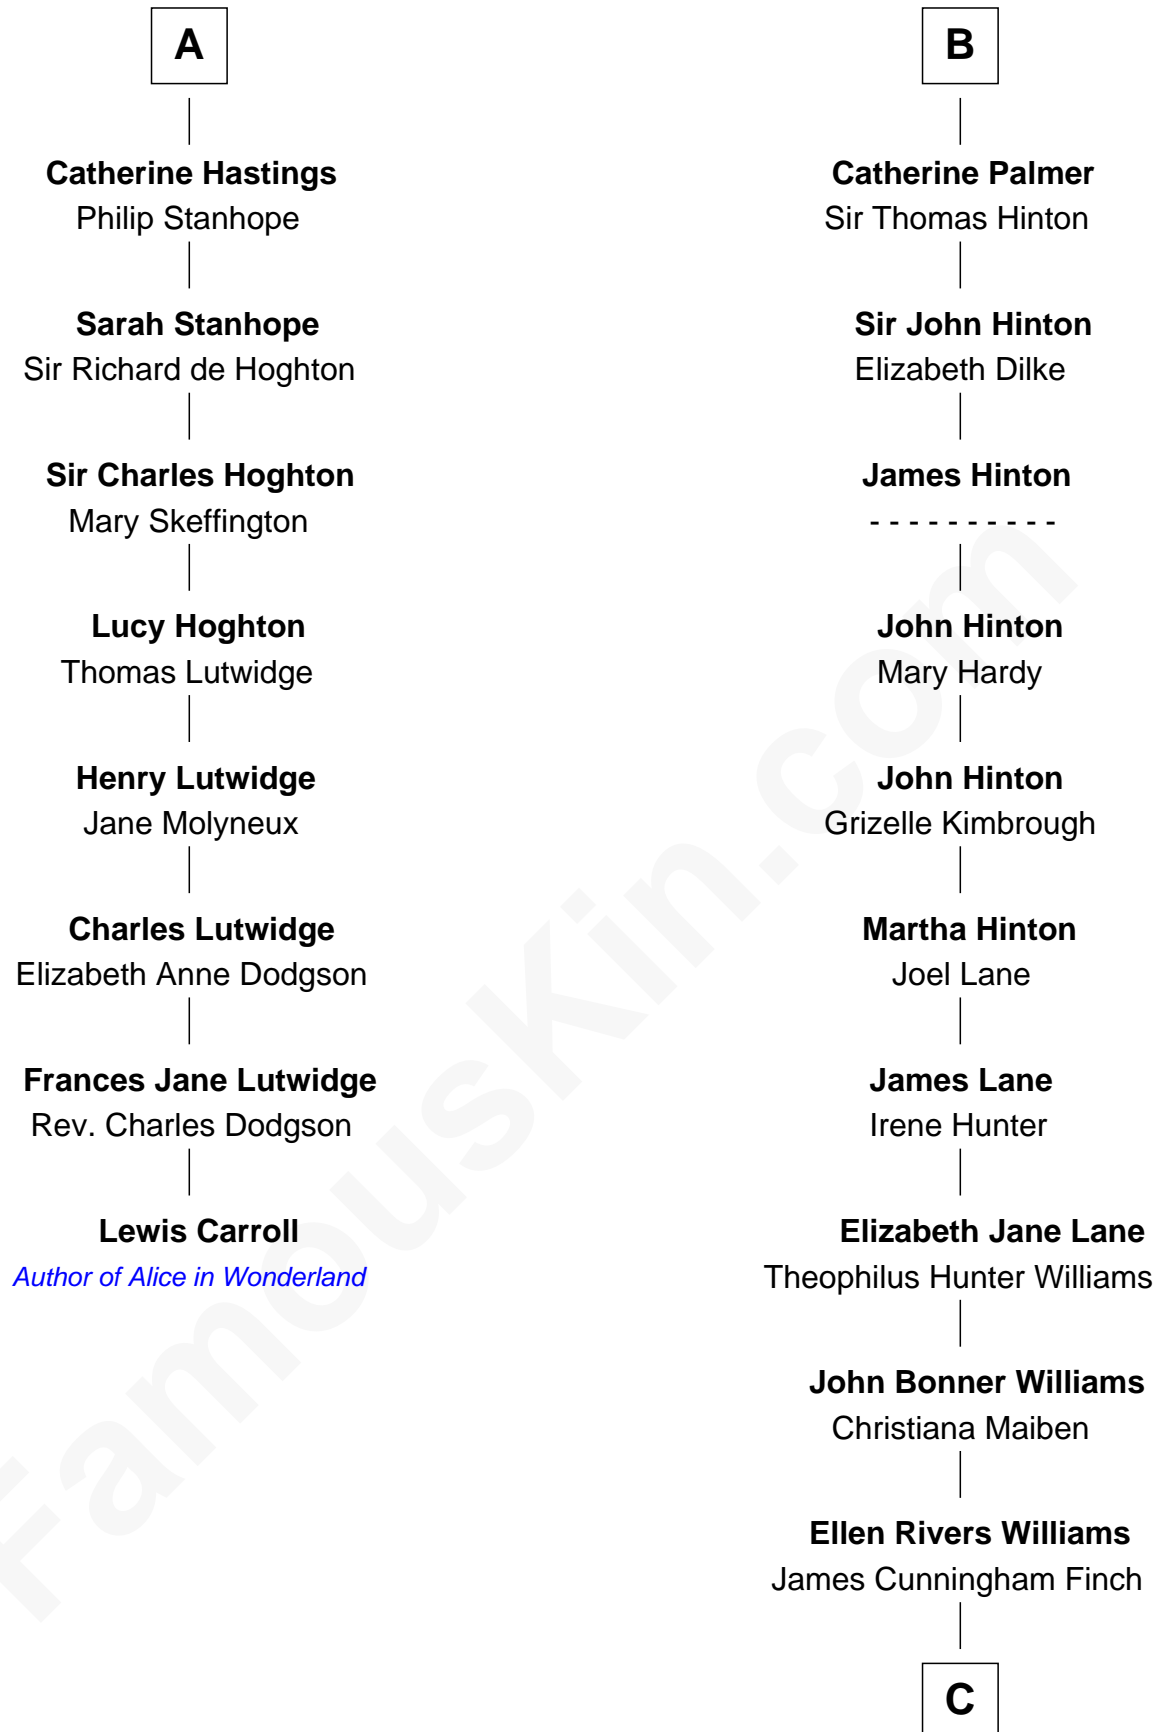 A
Catherine Hastings
Philip Stanhope
Sarah Stanhope
Sir Richard de Hoghton
Sir Charles Hoghton
Mary Skeffington
Lucy Hoghton
Thomas Lutwidge
Henry Lutwidge
Jane Molyneux
Charles Lutwidge
Elizabeth Anne Dodgson
Frances Jane Lutwidge
Rev. Charles Dodgson
Lewis Carroll
Author of Alice in Wonderland
B
Catherine Palmer
Sir Thomas Hinton
Sir John Hinton
Elizabeth Dilke
James Hinton
- - - - - - - - - -
John Hinton
Mary Hardy
John Hinton
Grizelle Kimbrough
Martha Hinton
Joel Lane
James Lane
Irene Hunter
Elizabeth Jane Lane
Theophilus Hunter Williams
John Bonner Williams
Christiana Maiben
Ellen Rivers Williams
James Cunningham Finch
C
FamousKin.com